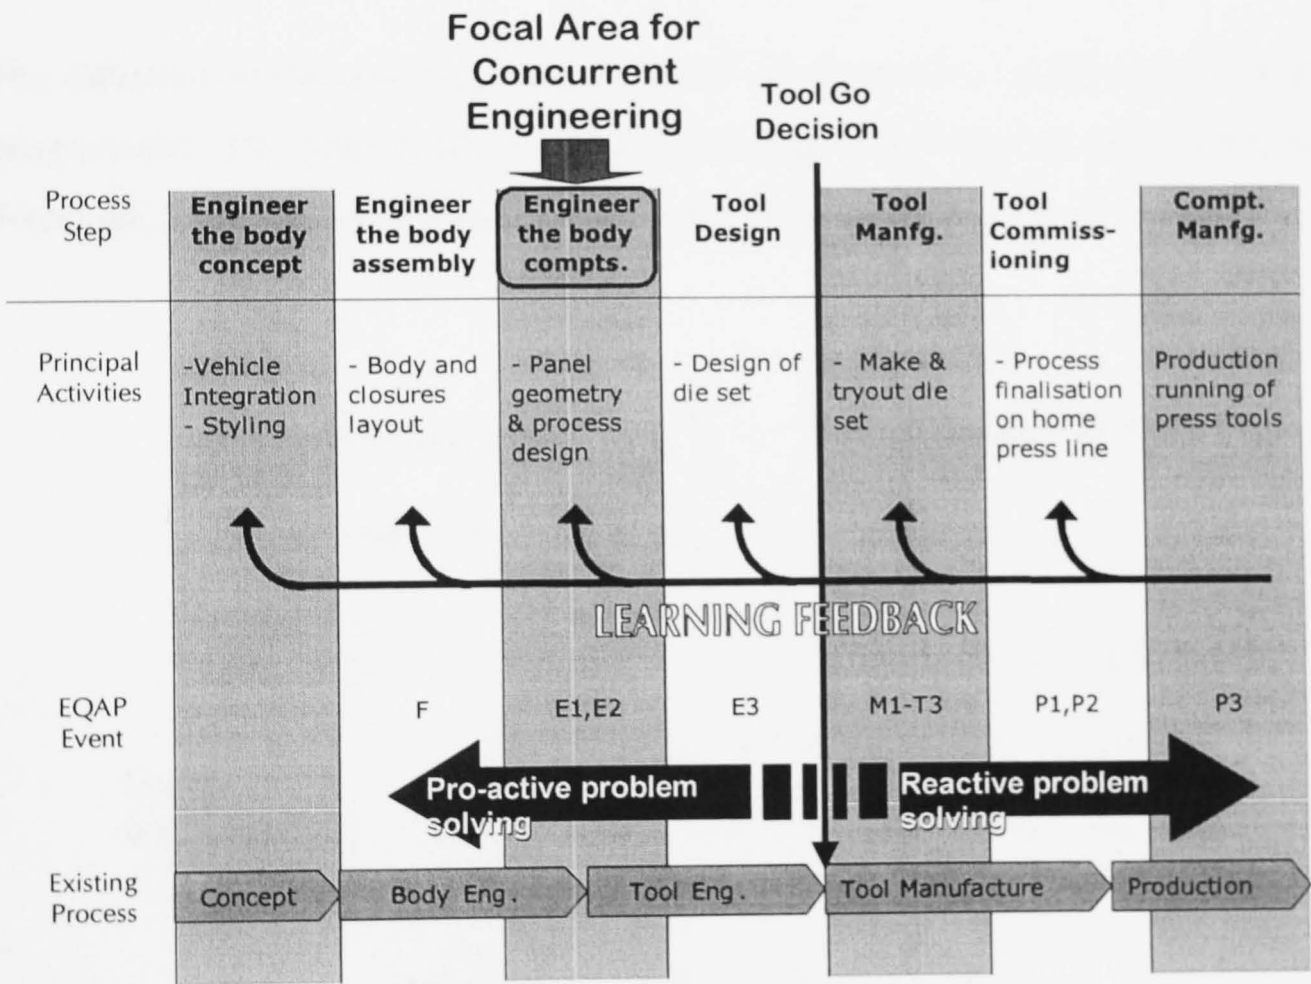 Focal Area for
Concurrent
Engineering
Tool Go
Decision
Process
Step
Engineer
the body
concept
Engineer
the body
assembly
Engineer
the body
compts.
Tool
Design
Tool
Manfg.
Tool
Commiss-
ioning
Compt.
Manfg.
Principal
Activities
-Vehicle
Integration
- Styling
- Body and
closures
layout
- Panel
geometry
& process
design
- Design of
die set
- Make &
tryout die
set
- Process
finalisation
on home
press line
Production
running of
press tools
LEARNING FEEDBACK
EQAP
Event
F
E1,E2
E3
M1-T3
P1,P2
P3
Pro-active problem
solving
Reactive problem
solving
Existing
Process
Concept
Body Eng.
Tool Eng.
Tool Manufacture
Production